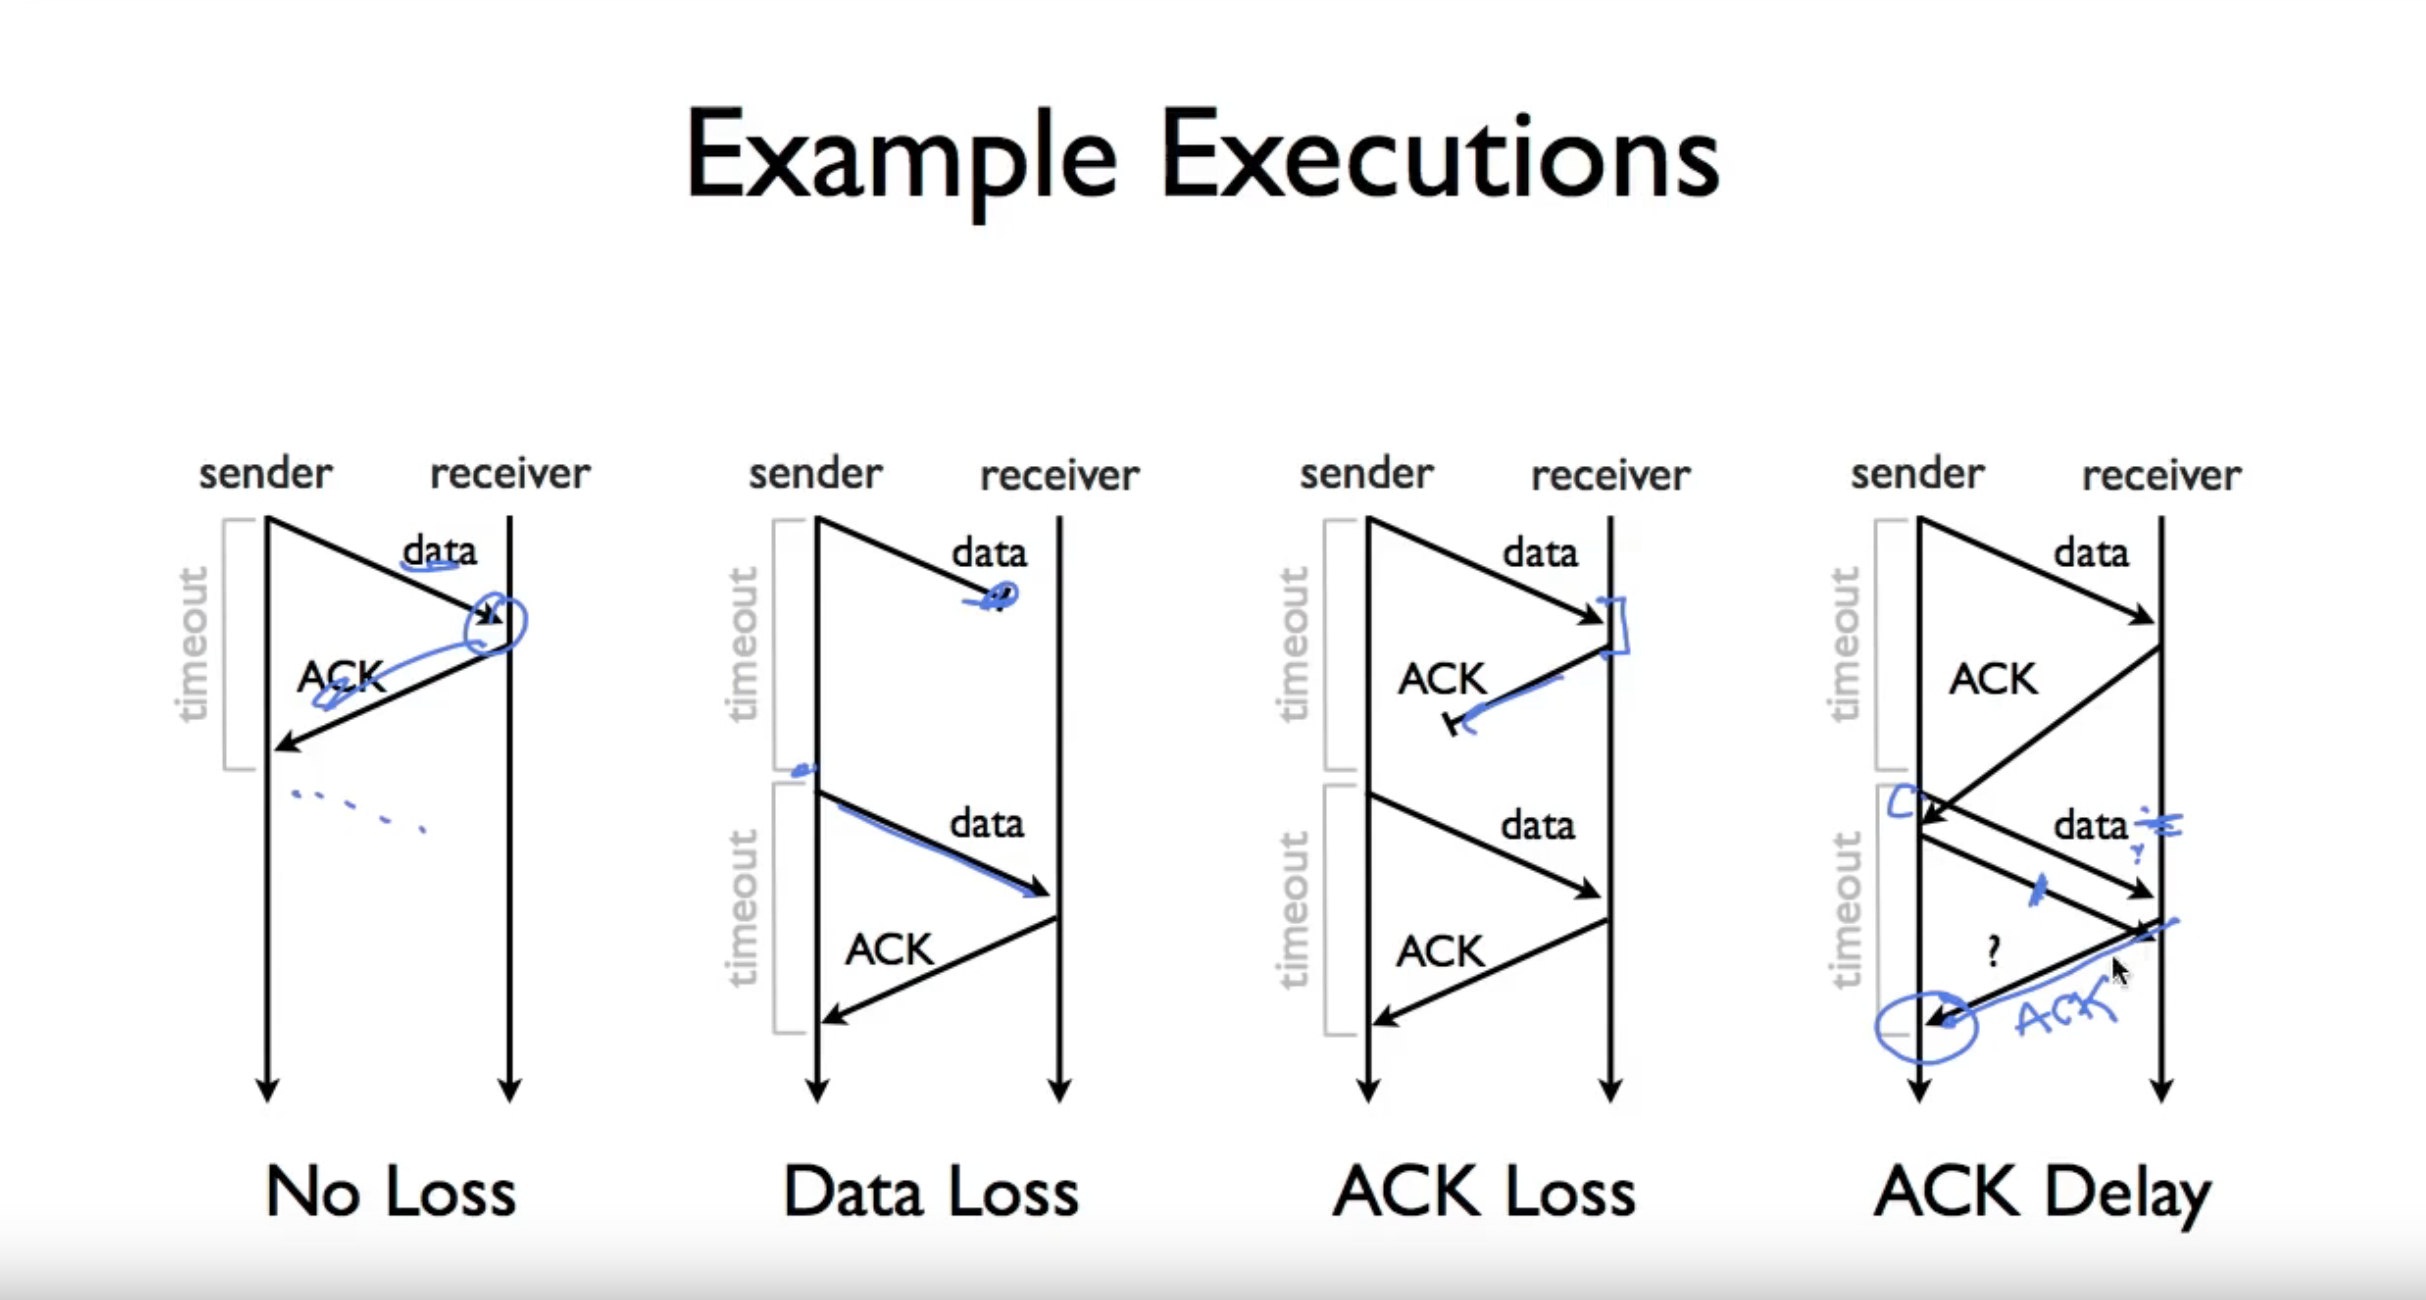 Example Executions
sender receiver sender receiver sender receiver sender receiver
data data data data
timeout timeout timeout timeout
ACK ACK ACK
data data data
timeout timeout timeout
ACK ACK ?
ACK
No Loss Data Loss ACK Loss ACK Delay